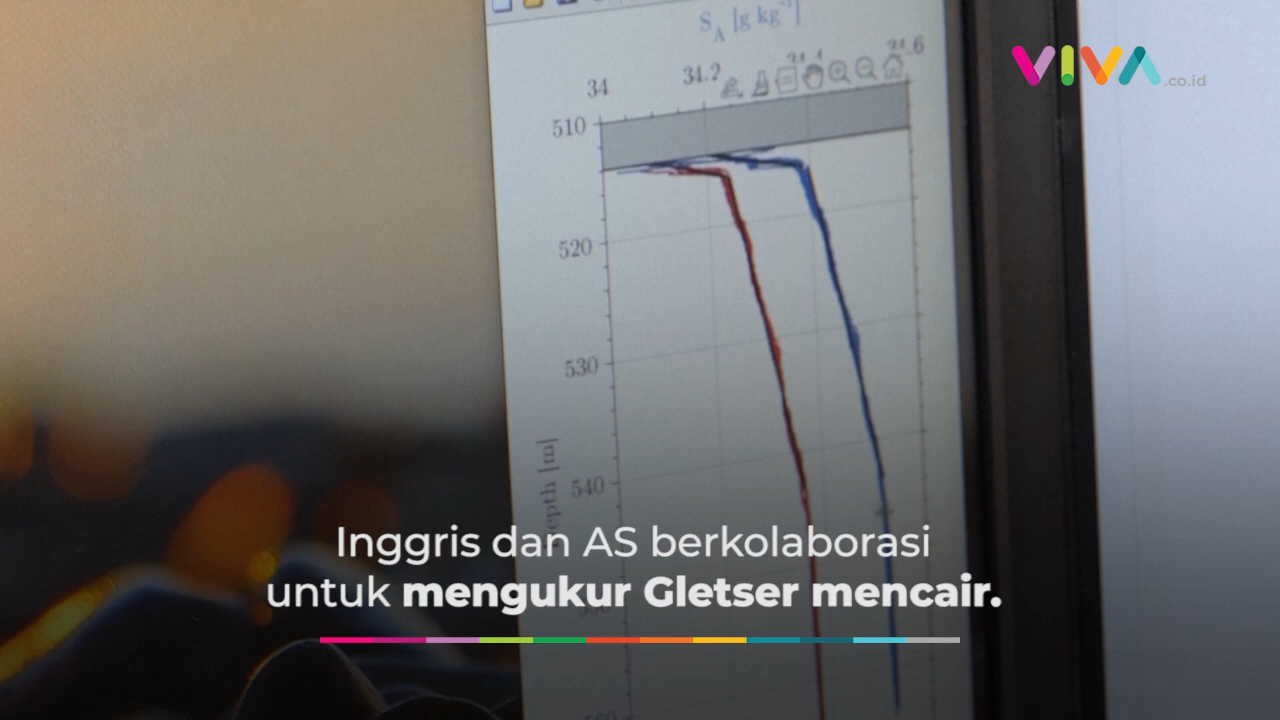 S_A [g kg⁻¹]
VIVA.co.id
34
34.2
510
520
530
540
Inggris dan AS berkolaborasi
untuk mengukur Gletser mencair.